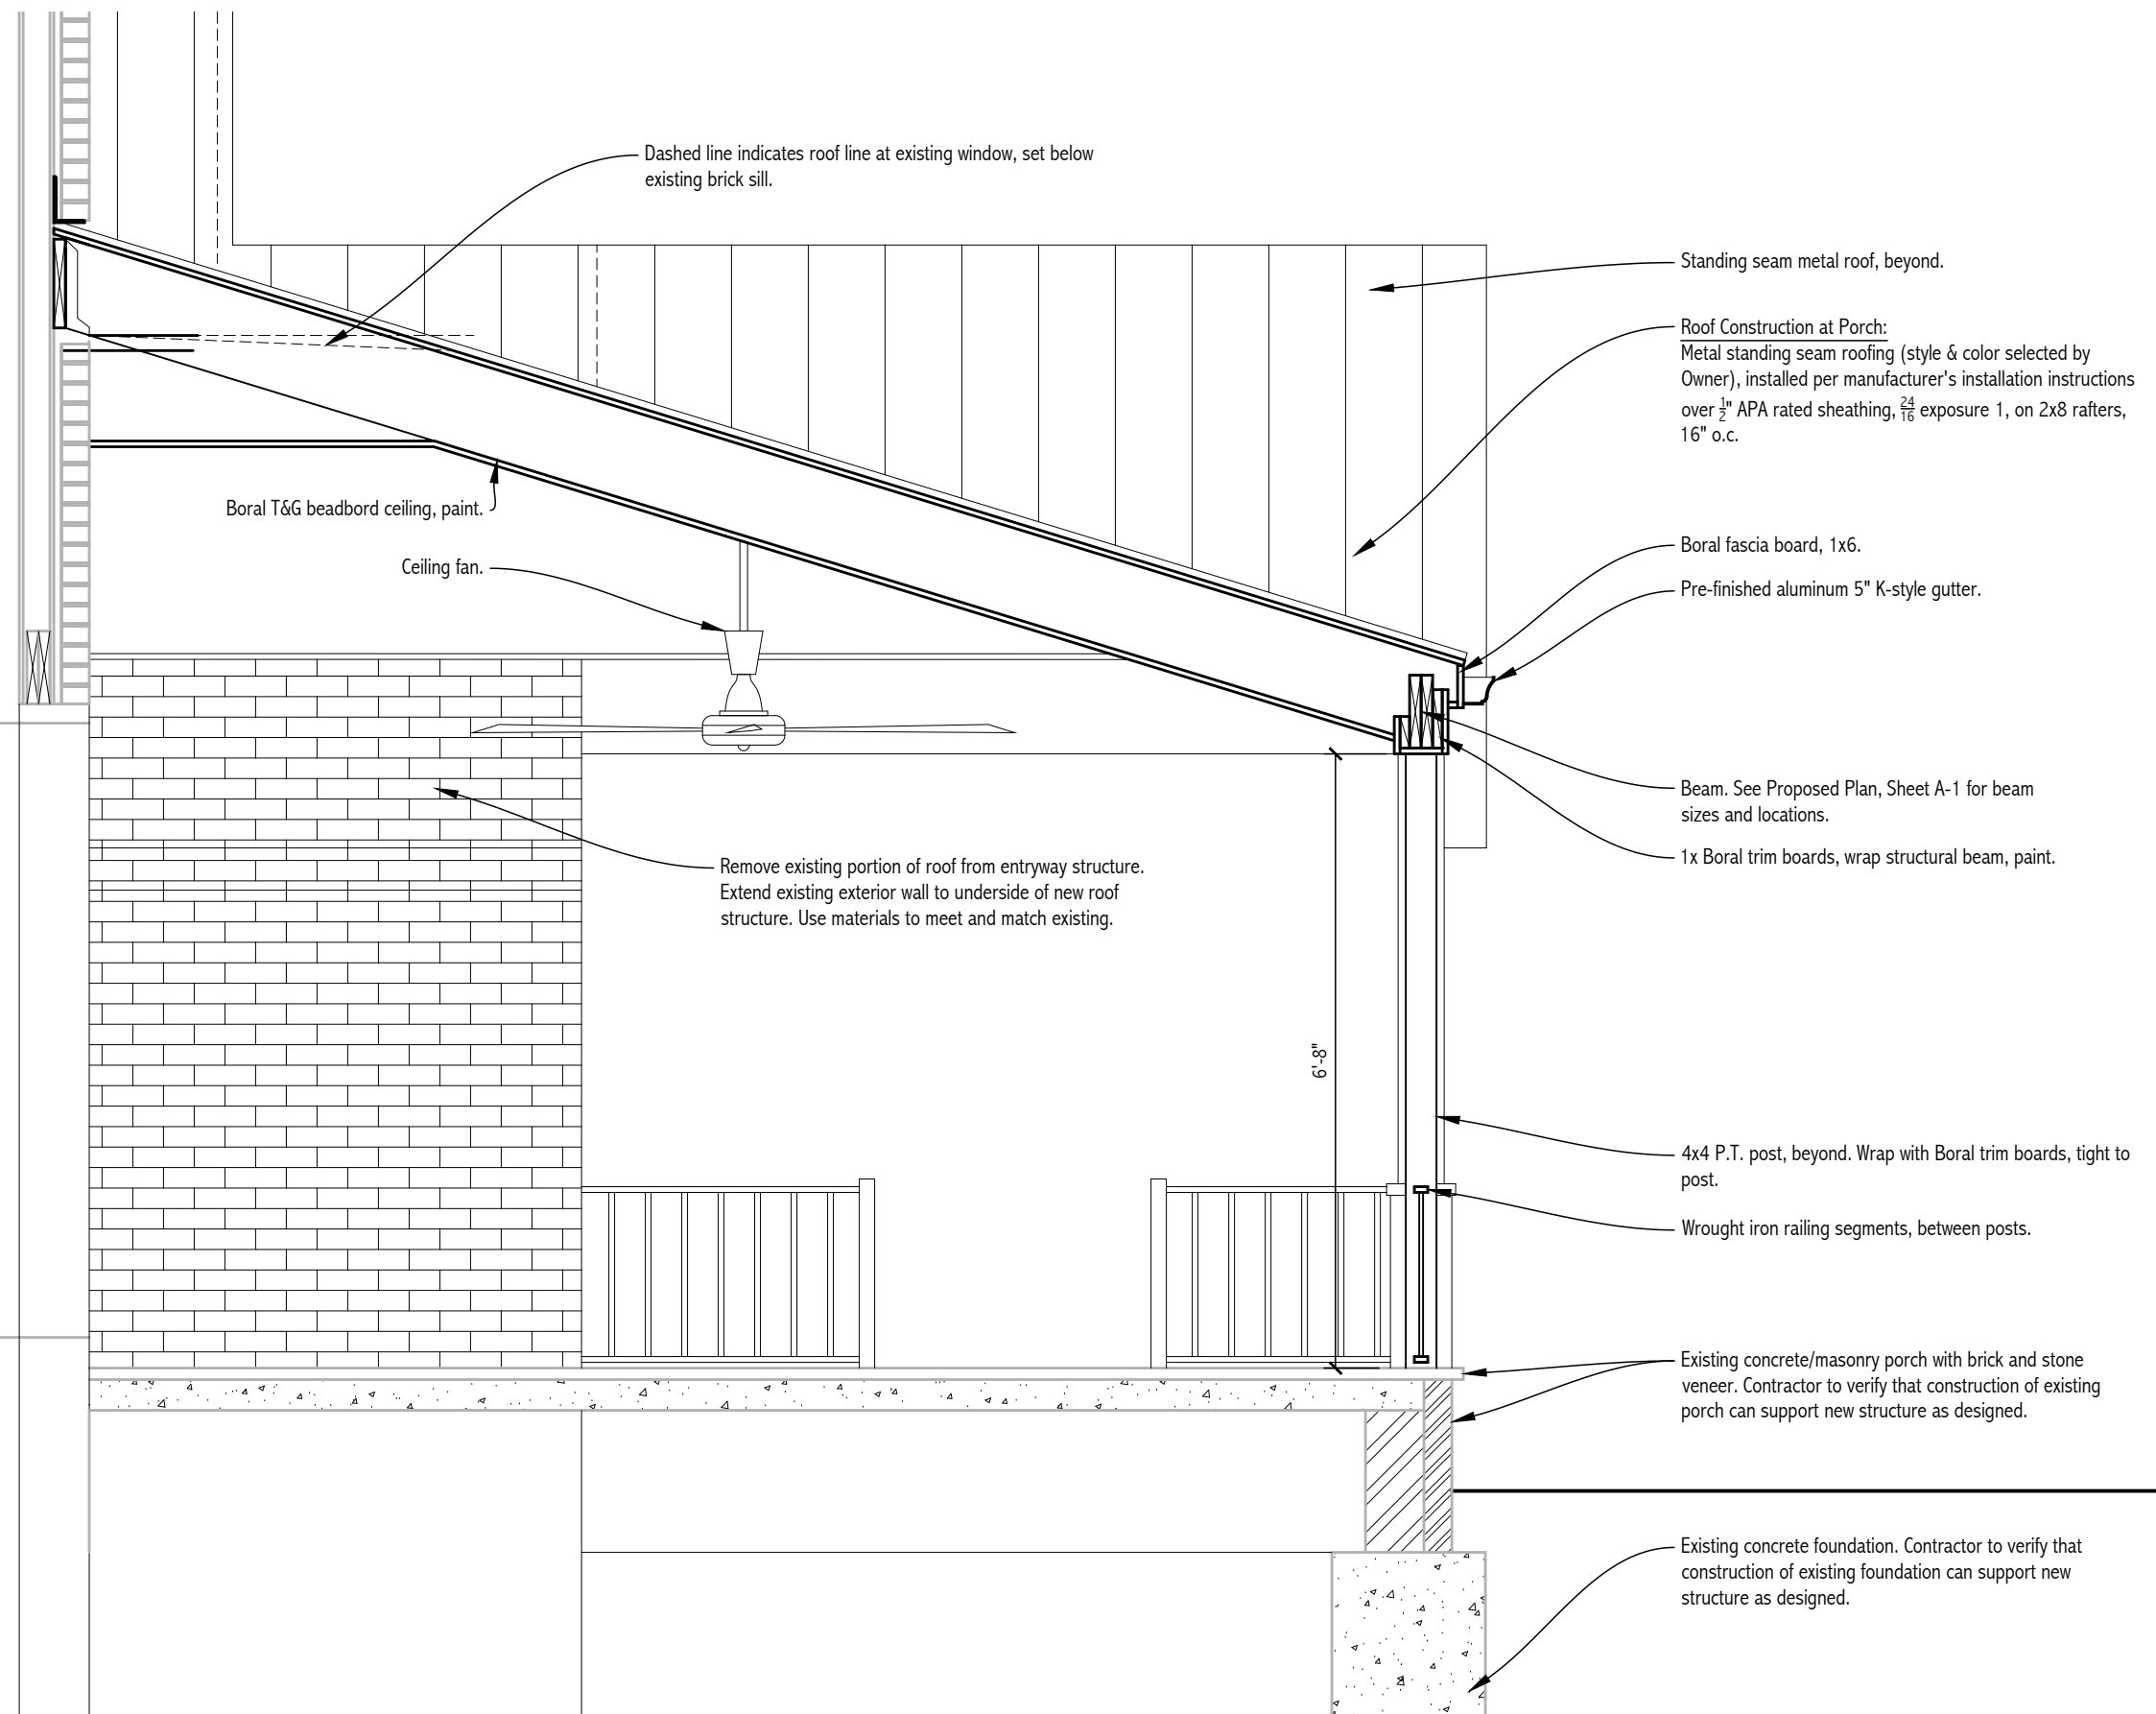 Dashed line indicates roof line at existing window, set below
existing brick sill.
Standing seam metal roof, beyond.
Roof Construction at Porch:
Metal standing seam roofing (style & color selected by
Owner), installed per manufacturer's installation instructions
over 1/2" APA rated sheathing, 24/16 exposure 1, on 2x8 rafters,
16" o.c.
Boral T&G beadbord ceiling, paint.
Ceiling fan.
Boral fascia board, 1x6.
Pre-finished aluminum 5" K-style gutter.
Beam. See Proposed Plan, Sheet A-1 for beam
sizes and locations.
1x Boral trim boards, wrap structural beam, paint.
Remove existing portion of roof from entryway structure.
Extend existing exterior wall to underside of new roof
structure. Use materials to meet and match existing.
6'-8"
4x4 P.T. post, beyond. Wrap with Boral trim boards, tight to
post.
Wrought iron railing segments, between posts.
Existing concrete/masonry porch with brick and stone
veneer. Contractor to verify that construction of existing
porch can support new structure as designed.
Existing concrete foundation. Contractor to verify that
construction of existing foundation can support new
structure as designed.